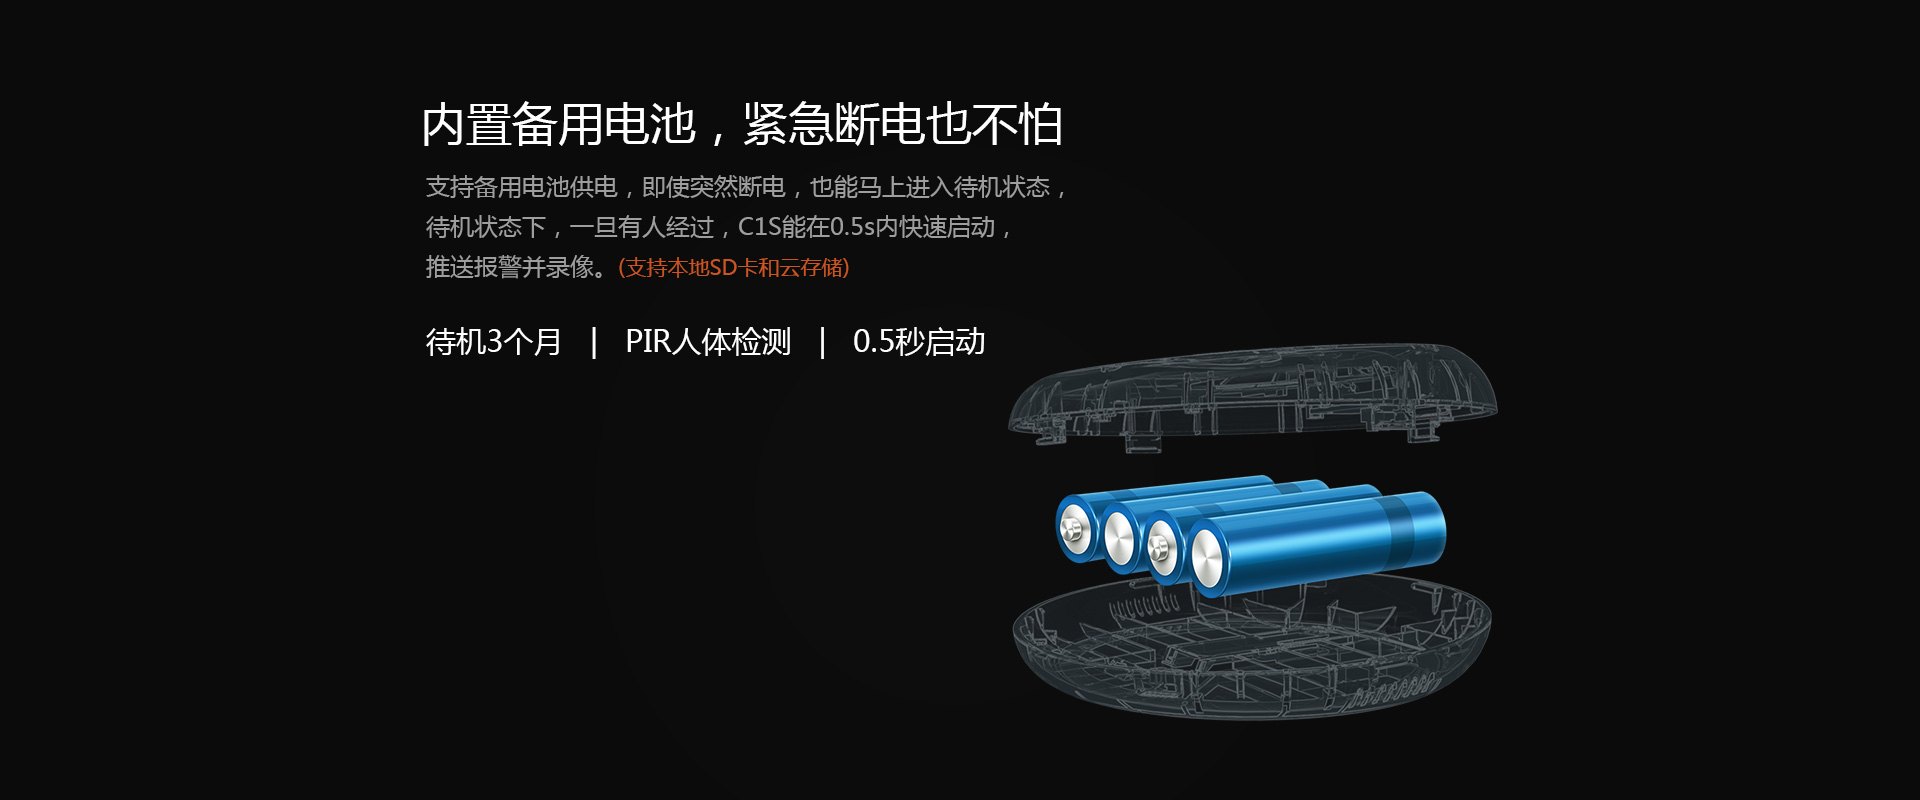 内置备用电池，紧急断电也不怕
支持备用电池供电，即使突然断电，也能马上进入待机状态，
待机状态下，一旦有人经过，C1S能在0.5s内快速启动，
推送报警并录像。(支持本地SD卡和云存储)
待机3个月 | PIR人体检测 | 0.5秒启动